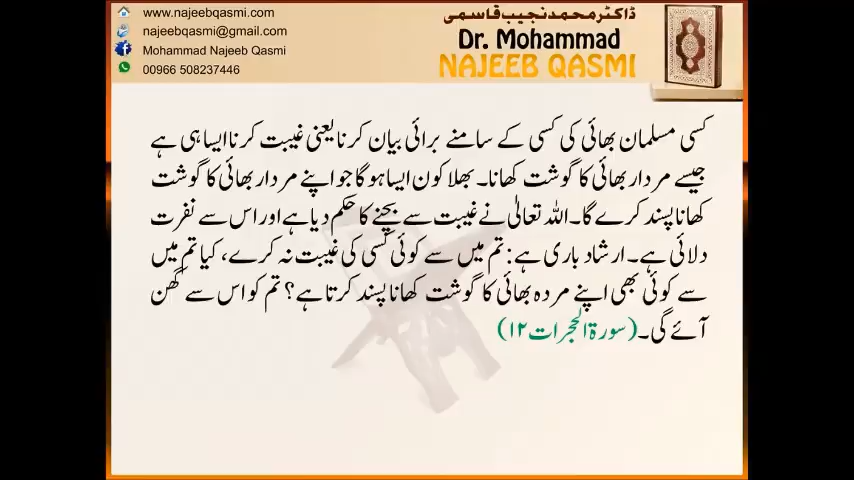 www.najeebqasmi.com
najeebqasmi@gmail.com
Mohammad Najeeb Qasmi
00966 508237446
ڈاکٹر محمد نجیب قاسمی
Dr. Mohammad
NAJEEB QASMI
کسی مسلمان بھائی کی کسی کے سامنے برائی بیان کرنا یعنی غیبت کرنا ایسا ہی ہے
جیسے مردار بھائی کا گوشت کھانا۔ بھلا کون ایسا ہوگا جو اپنے مردار بھائی کا گوشت
کھانا پسند کرے گا۔ اللہ تعالیٰ نے غیبت سے بچنے کا حکم دیا ہے اور اس سے نفرت
دلائی ہے۔ ارشاد باری ہے: تم میں سے کوئی کسی کی غیبت نہ کرے، کیا تم میں
سے کوئی بھی اپنے مردہ بھائی کا گوشت کھانا پسند کرتا ہے؟ تم کو اس سے گھن
آئے گی۔ (سورۃ الحجرات ۱۲)